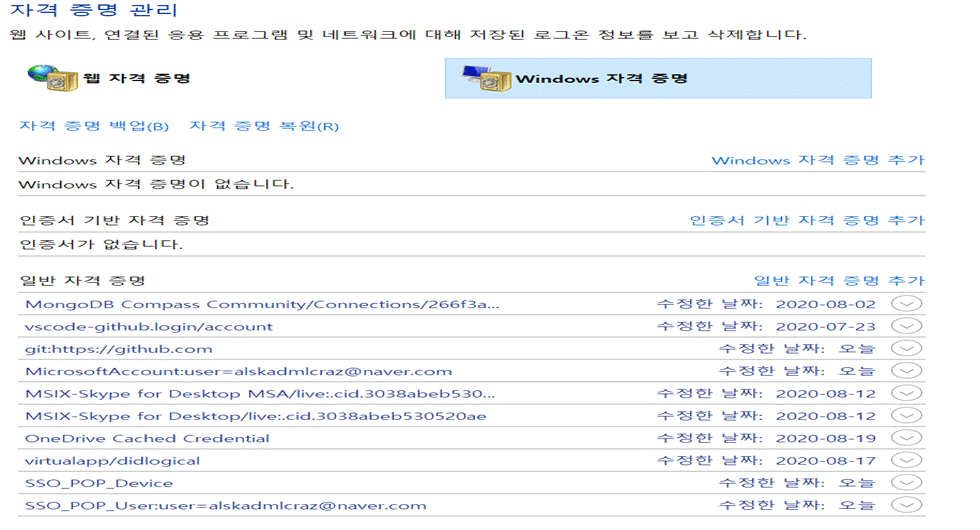 자격 증명 관리
웹 사이트, 연결된 응용 프로그램 및 네트워크에 대해 저장된 로그온 정보를 보고 삭제합니다.
웹 자격 증명 Windows 자격 증명
자격 증명 백업(B) 자격 증명 복원(R)
Windows 자격 증명 Windows 자격 증명 추가
Windows 자격 증명이 없습니다.
인증서 기반 자격 증명 인증서 기반 자격 증명 추가
인증서가 없습니다.
일반 자격 증명 일반 자격 증명 추가
MongoDB Compass Community/Connections/266f3a... 수정한 날짜: 2020-08-02
vscode-github.login/account 수정한 날짜: 2020-07-23
git:https://github.com 수정한 날짜: 오늘
MicrosoftAccount:user=alskadmlcraz@naver.com 수정한 날짜: 오늘
MSIX-Skype for Desktop MSA/live:.cid.3038abeb530... 수정한 날짜: 2020-08-12
MSIX-Skype for Desktop/live:.cid.3038abeb530520ae 수정한 날짜: 2020-08-12
OneDrive Cached Credential 수정한 날짜: 2020-08-19
virtualapp/didlogical 수정한 날짜: 2020-08-17
SSO_POP_Device 수정한 날짜: 오늘
SSO_POP_User:user=alskadmlcraz@naver.com 수정한 날짜: 오늘